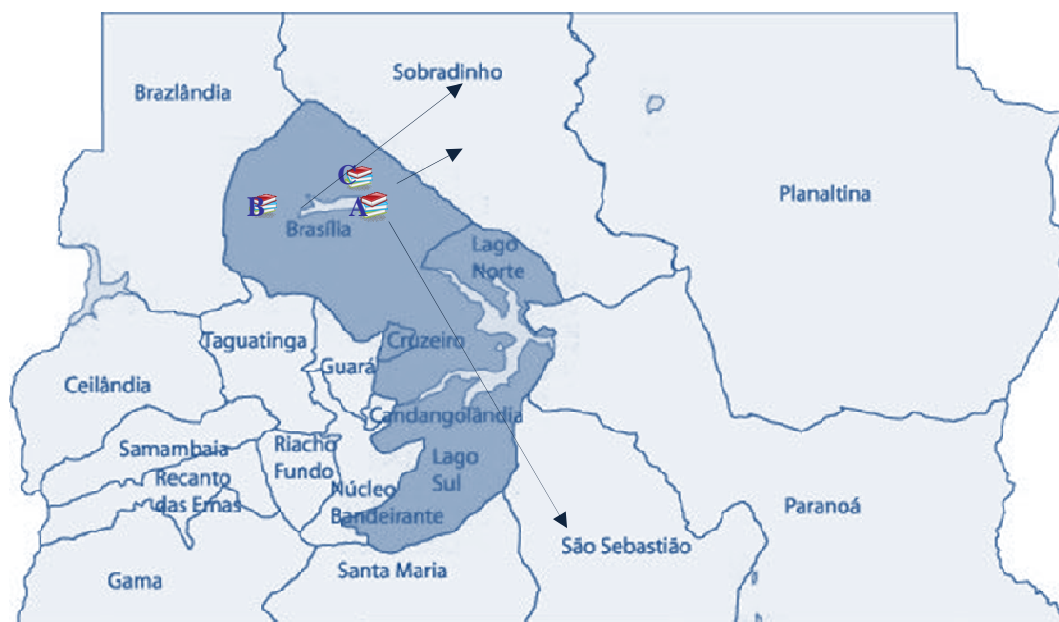 Sobradinho
Brazlândia
C
Planaltina
B
A
Brasília
Lago
Norte
Taguatinga
Cruzeiro
Guará
Ceilândia
Candangolândia
Samambaia
Riacho
Fundo
Lago
Sul
Recanto
das Emas
Núcleo
Bandeirante
Paranoá
São Sebastião
Santa Maria
Gama